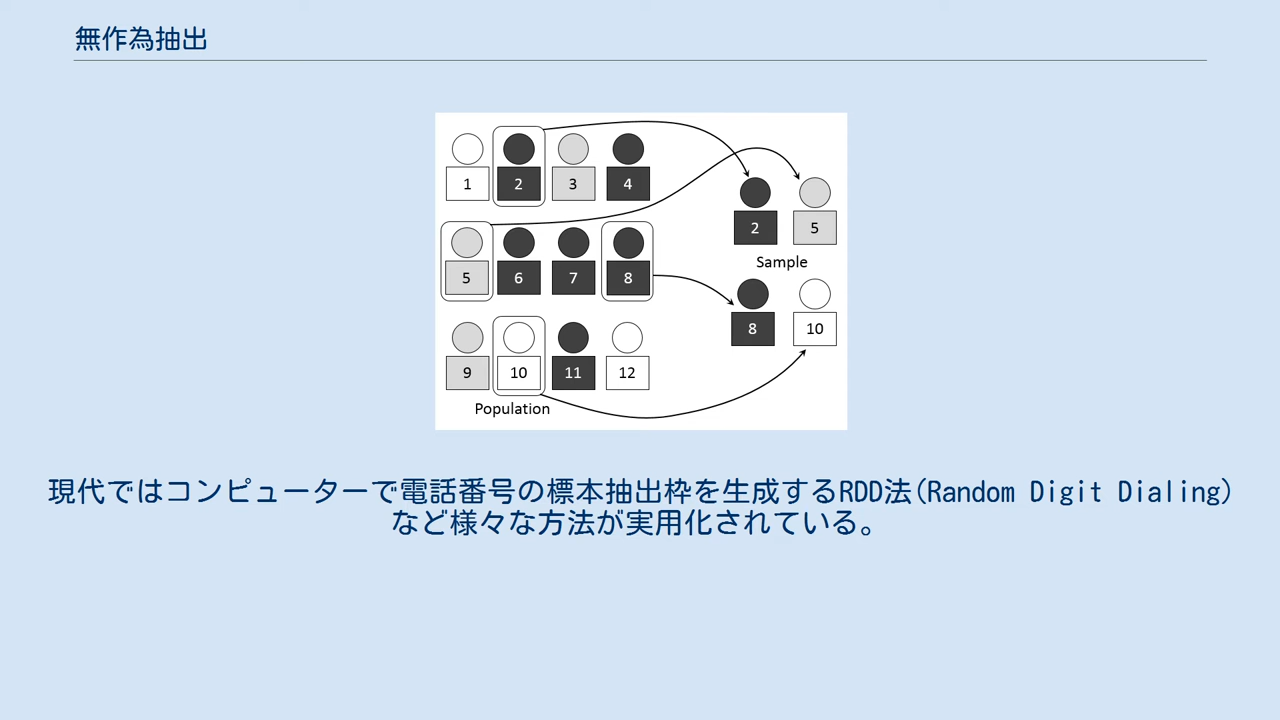 無作為抽出
1 2 3 4
2 5
Sample
5 6 7 8
8 10
9 10 11 12
Population
現代ではコンピューターで電話番号の標本抽出枠を生成するRDD法(Random Digit Dialing)
など様々な方法が実用化されている。